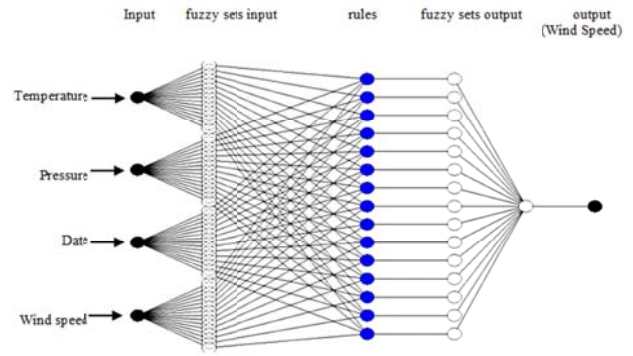 Input fuzzy sets input rules fuzzy sets output output
(Wind Speed)
Temperature
Pressure
Date
Wind speed